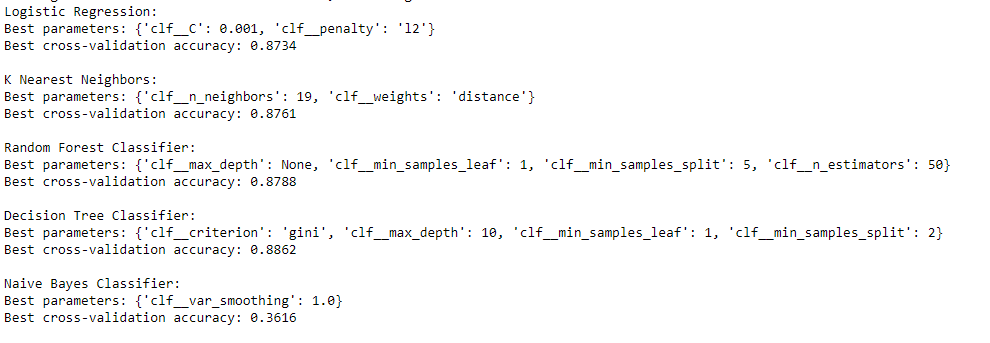 Logistic Regression:
Best parameters: {'clf__C': 0.001, 'clf__penalty': 'l2'}
Best cross-validation accuracy: 0.8734
K Nearest Neighbors:
Best parameters: {'clf__n_neighbors': 19, 'clf__weights': 'distance'}
Best cross-validation accuracy: 0.8761
Random Forest Classifier:
Best parameters: {'clf__max_depth': None, 'clf__min_samples_leaf': 1, 'clf__min_samples_split': 5, 'clf__n_estimators': 50}
Best cross-validation accuracy: 0.8788
Decision Tree Classifier:
Best parameters: {'clf__criterion': 'gini', 'clf__max_depth': 10, 'clf__min_samples_leaf': 1, 'clf__min_samples_split': 2}
Best cross-validation accuracy: 0.8862
Naive Bayes Classifier:
Best parameters: {'clf__var_smoothing': 1.0}
Best cross-validation accuracy: 0.3616